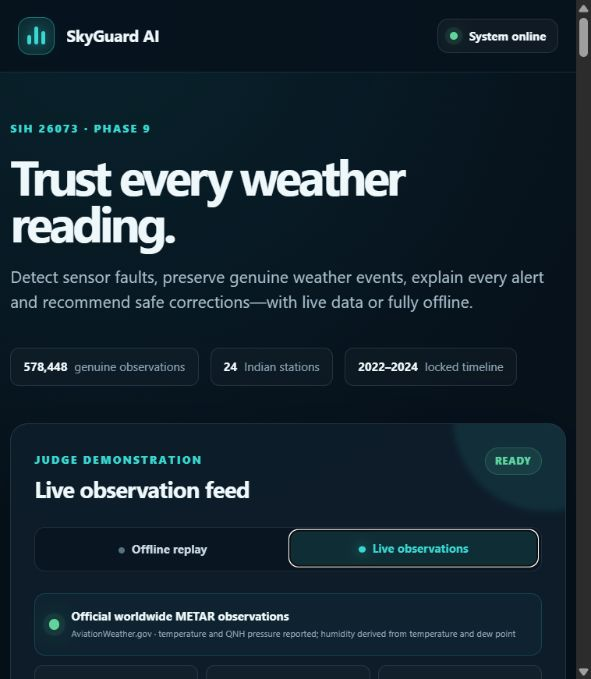 SkyGuard AI
System online
SIH 26073 · PHASE 9
Trust every weather
reading.
Detect sensor faults, preserve genuine weather events, explain every alert
and recommend safe corrections—with live data or fully offline.
578,448 genuine observations
24 Indian stations
2022–2024 locked timeline
JUDGE DEMONSTRATION
READY
Live observation feed
Offline replay
Live observations
Official worldwide METAR observations
AviationWeather.gov · temperature and QNH pressure reported; humidity derived from temperature and dew point